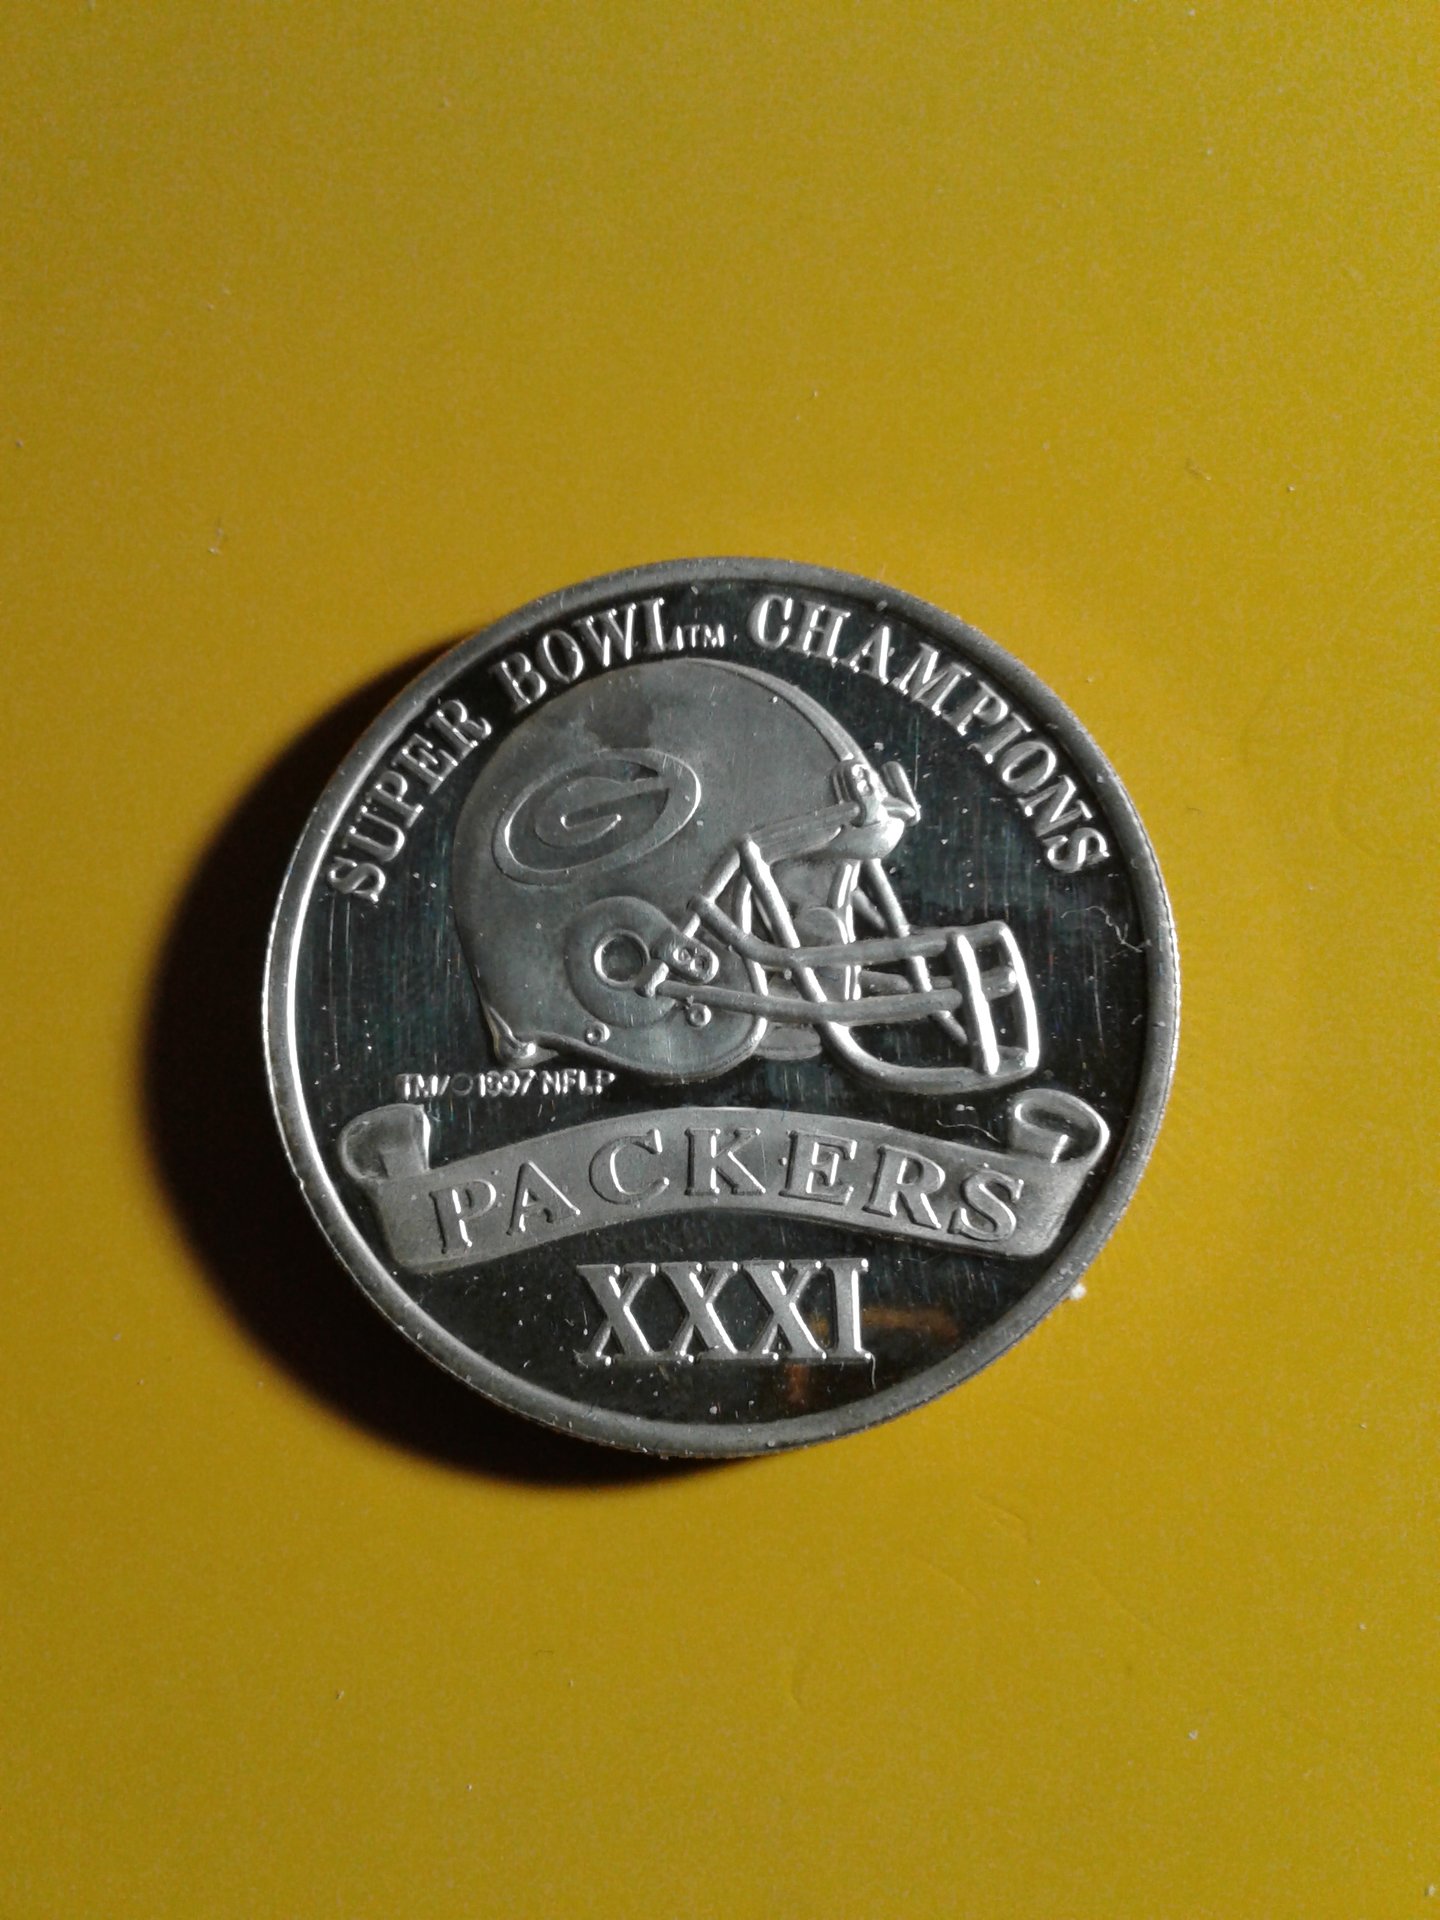 SUPER BOWL™ CHAMPIONS
G
TM/© 1997 NFLP
PACKERS
XXXI